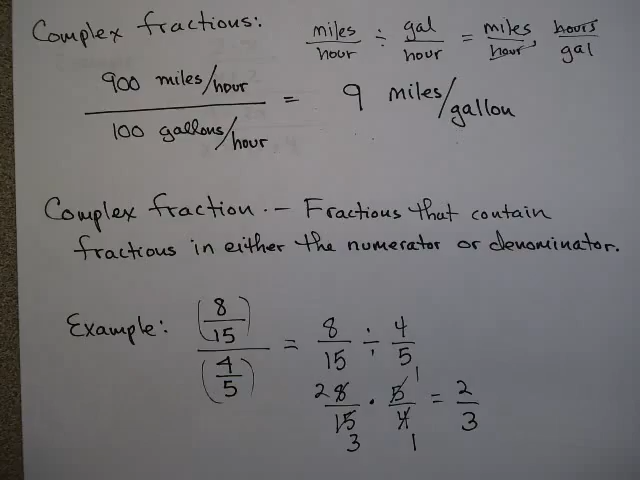 Complex fractions: miles/hour ÷ gal/hour = miles/hour · hours/gal
900 miles/hour / 100 gallons/hour = 9 miles/gallon
Complex fraction.- Fractions that contain
fractions in either the numerator or denominator.
Example: (8/15)/(4/5) = 8/15 ÷ 4/5
2 8/15 3 · 1 5/4 1 = 2/3